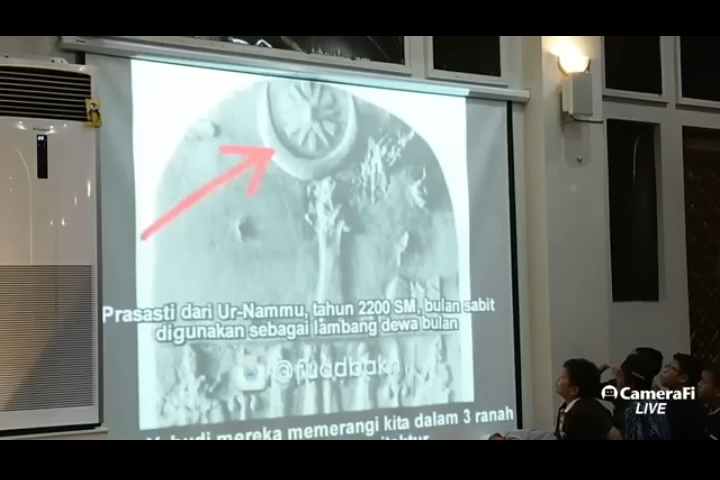 Prasasti dari Ur-Nammu, tahun 2200 SM, bulan sabit
digunakan sebagai lambang dewa bulan
@fuadbakh
mereka memerangi kita dalam 3 ranah
CameraFi
LIVE